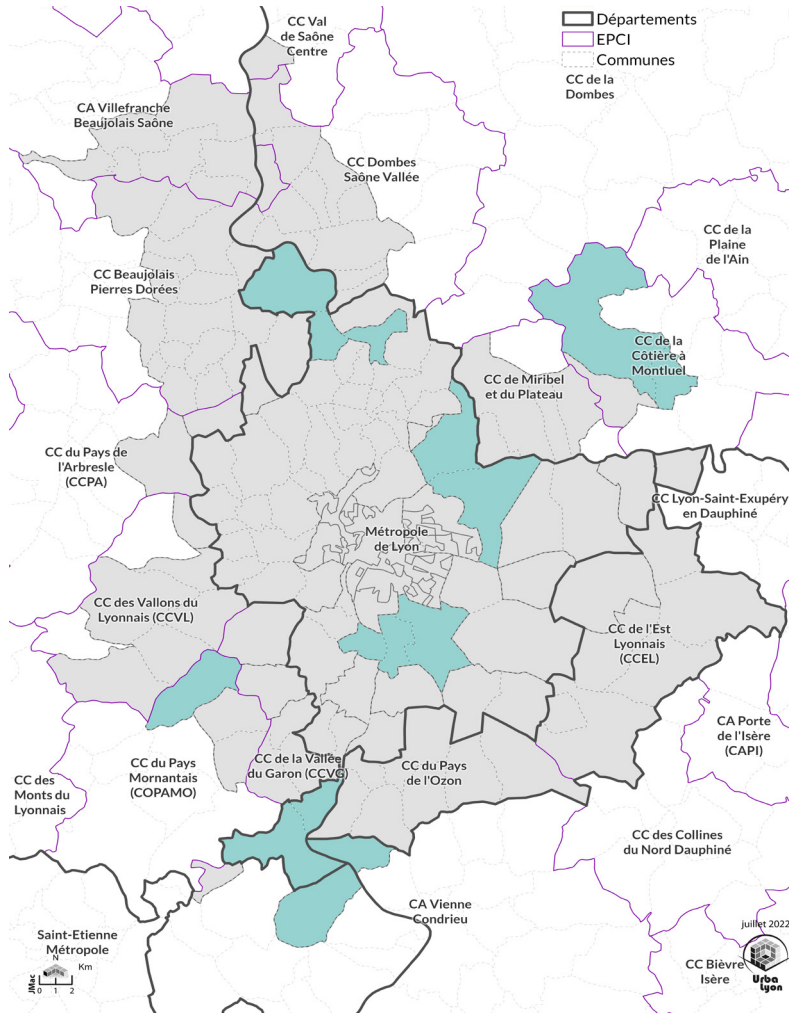 CC Val
de Saône
Centre
Départements
EPCI
Communes
CC de la
Dombes
CA Villefranche
Beaujolais Saône
CC Dombes
Saône Vallée
CC de la
Plaine
de l'Ain
CC Beaujolais
Pierres Dorées
CC de la
Côtière à
Montluel
CC de Miribel
et du Plateau
CC du Pays de
l'Arbresle
(CCPA)
CC Lyon-Saint-Exupéry
en Dauphiné
Métropole
de Lyon
CC des Vallons du
Lyonnais (CCVL)
CC de l'Est
Lyonnais
(CCEL)
CA Porte
de l'Isère
(CAPI)
CC du Pays
Mornantais
(COPAMO)
CC de la Vallée
du Garon (CCVG)
CC du Pays
de l'Ozon
CC des
Monts du
Lyonnais
CC des Collines
du Nord Dauphiné
CA Vienne
Condrieu
Saint-Etienne
Métropole
juillet 2022
CC Bièvre
Isère
Urba
Lyon
JMac
N
Km
0 1 2